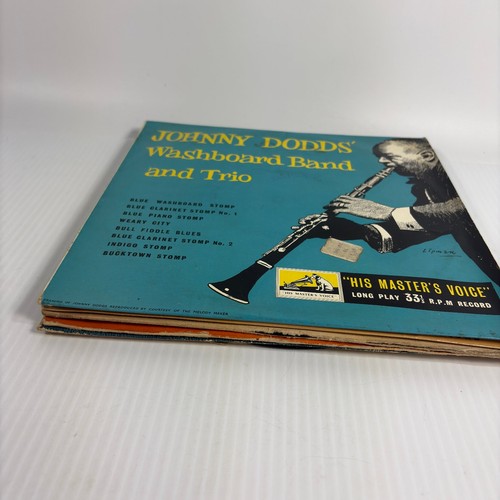 JOHNNY DODDS'
Washboard Band
and Trio
BLUE WASHBOARD STOMP
BLUE CLARINET STOMP No. 1
BLUE PIANO STOMP
WEARY CITY
BULL FIDDLE BLUES
BLUE CLARINET STOMP No. 2
INDIGO STOMP
BUCKTOWN STOMP
"HIS MASTER'S VOICE"
LONG PLAY 33⅓ R.P.M RECORD
"HIS MASTER'S VOICE"